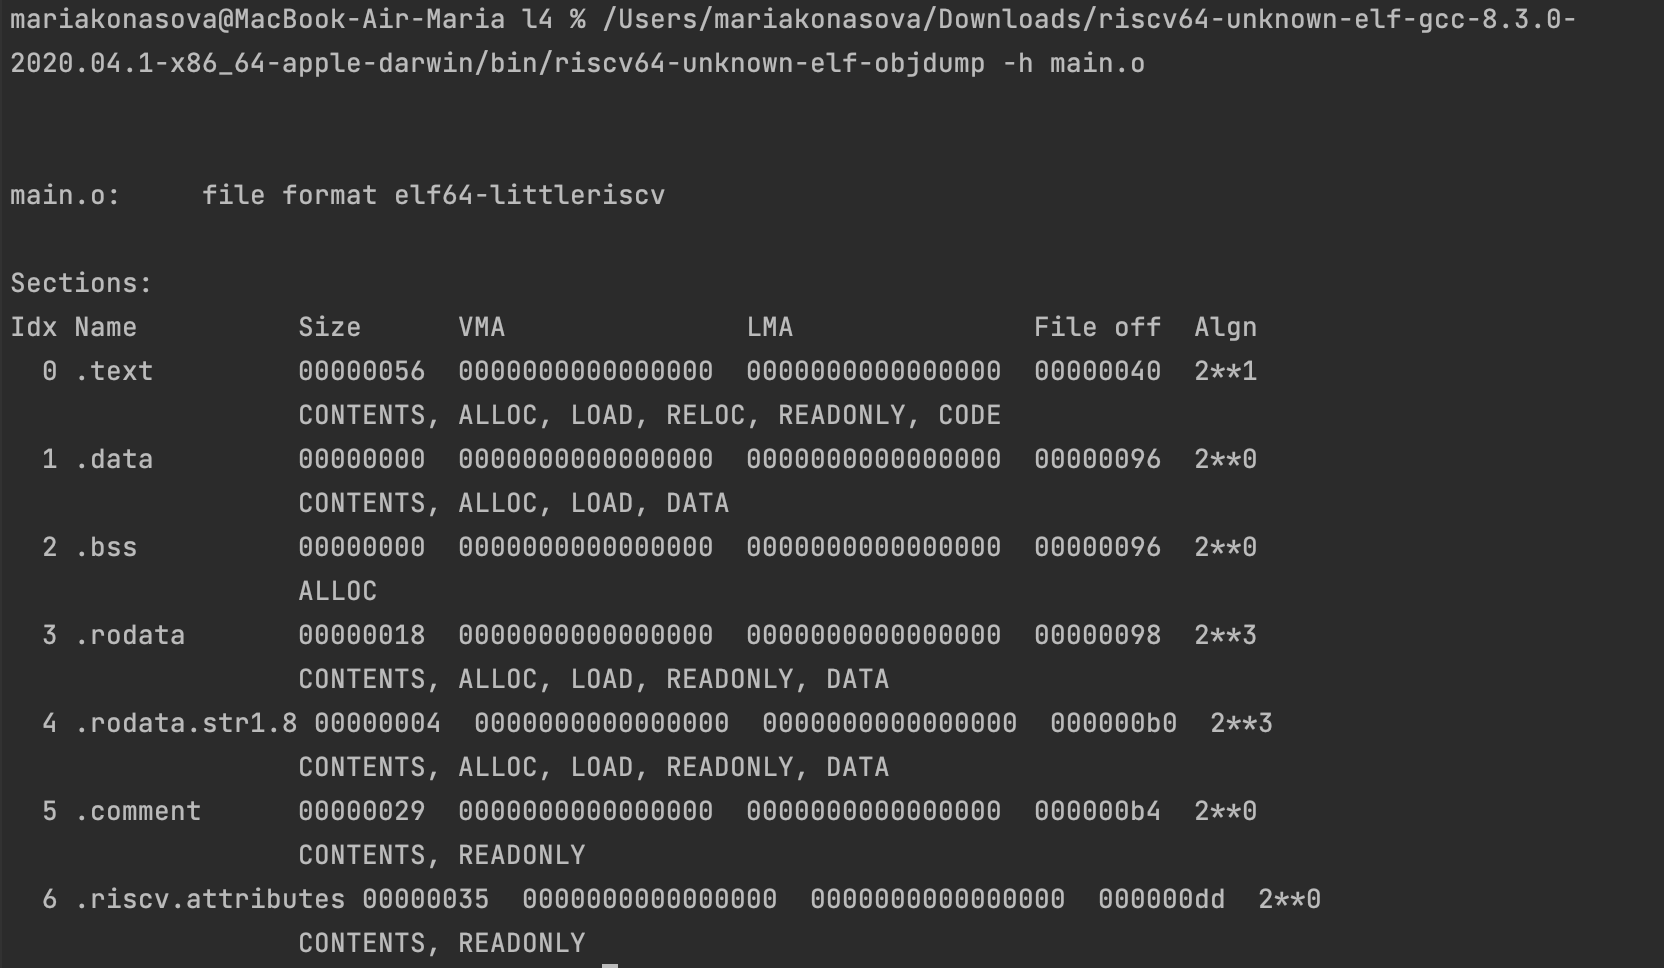 mariakonasova@MacBook-Air-Maria l4 % /Users/mariakonasova/Downloads/riscv64-unknown-elf-gcc-8.3.0-
2020.04.1-x86_64-apple-darwin/bin/riscv64-unknown-elf-objdump -h main.o
main.o:     file format elf64-littleriscv
Sections:
Idx Name          Size      VMA               LMA               File off  Algn
  0 .text         00000056  0000000000000000  0000000000000000  00000040  2**1
                  CONTENTS, ALLOC, LOAD, RELOC, READONLY, CODE
  1 .data         00000000  0000000000000000  0000000000000000  00000096  2**0
                  CONTENTS, ALLOC, LOAD, DATA
  2 .bss          00000000  0000000000000000  0000000000000000  00000096  2**0
                  ALLOC
  3 .rodata       00000018  0000000000000000  0000000000000000  00000098  2**3
                  CONTENTS, ALLOC, LOAD, READONLY, DATA
  4 .rodata.str1.8 00000004  0000000000000000  0000000000000000  000000b0  2**3
                  CONTENTS, ALLOC, LOAD, READONLY, DATA
  5 .comment      00000029  0000000000000000  0000000000000000  000000b4  2**0
                  CONTENTS, READONLY
  6 .riscv.attributes 00000035  0000000000000000  0000000000000000  000000dd  2**0
                  CONTENTS, READONLY